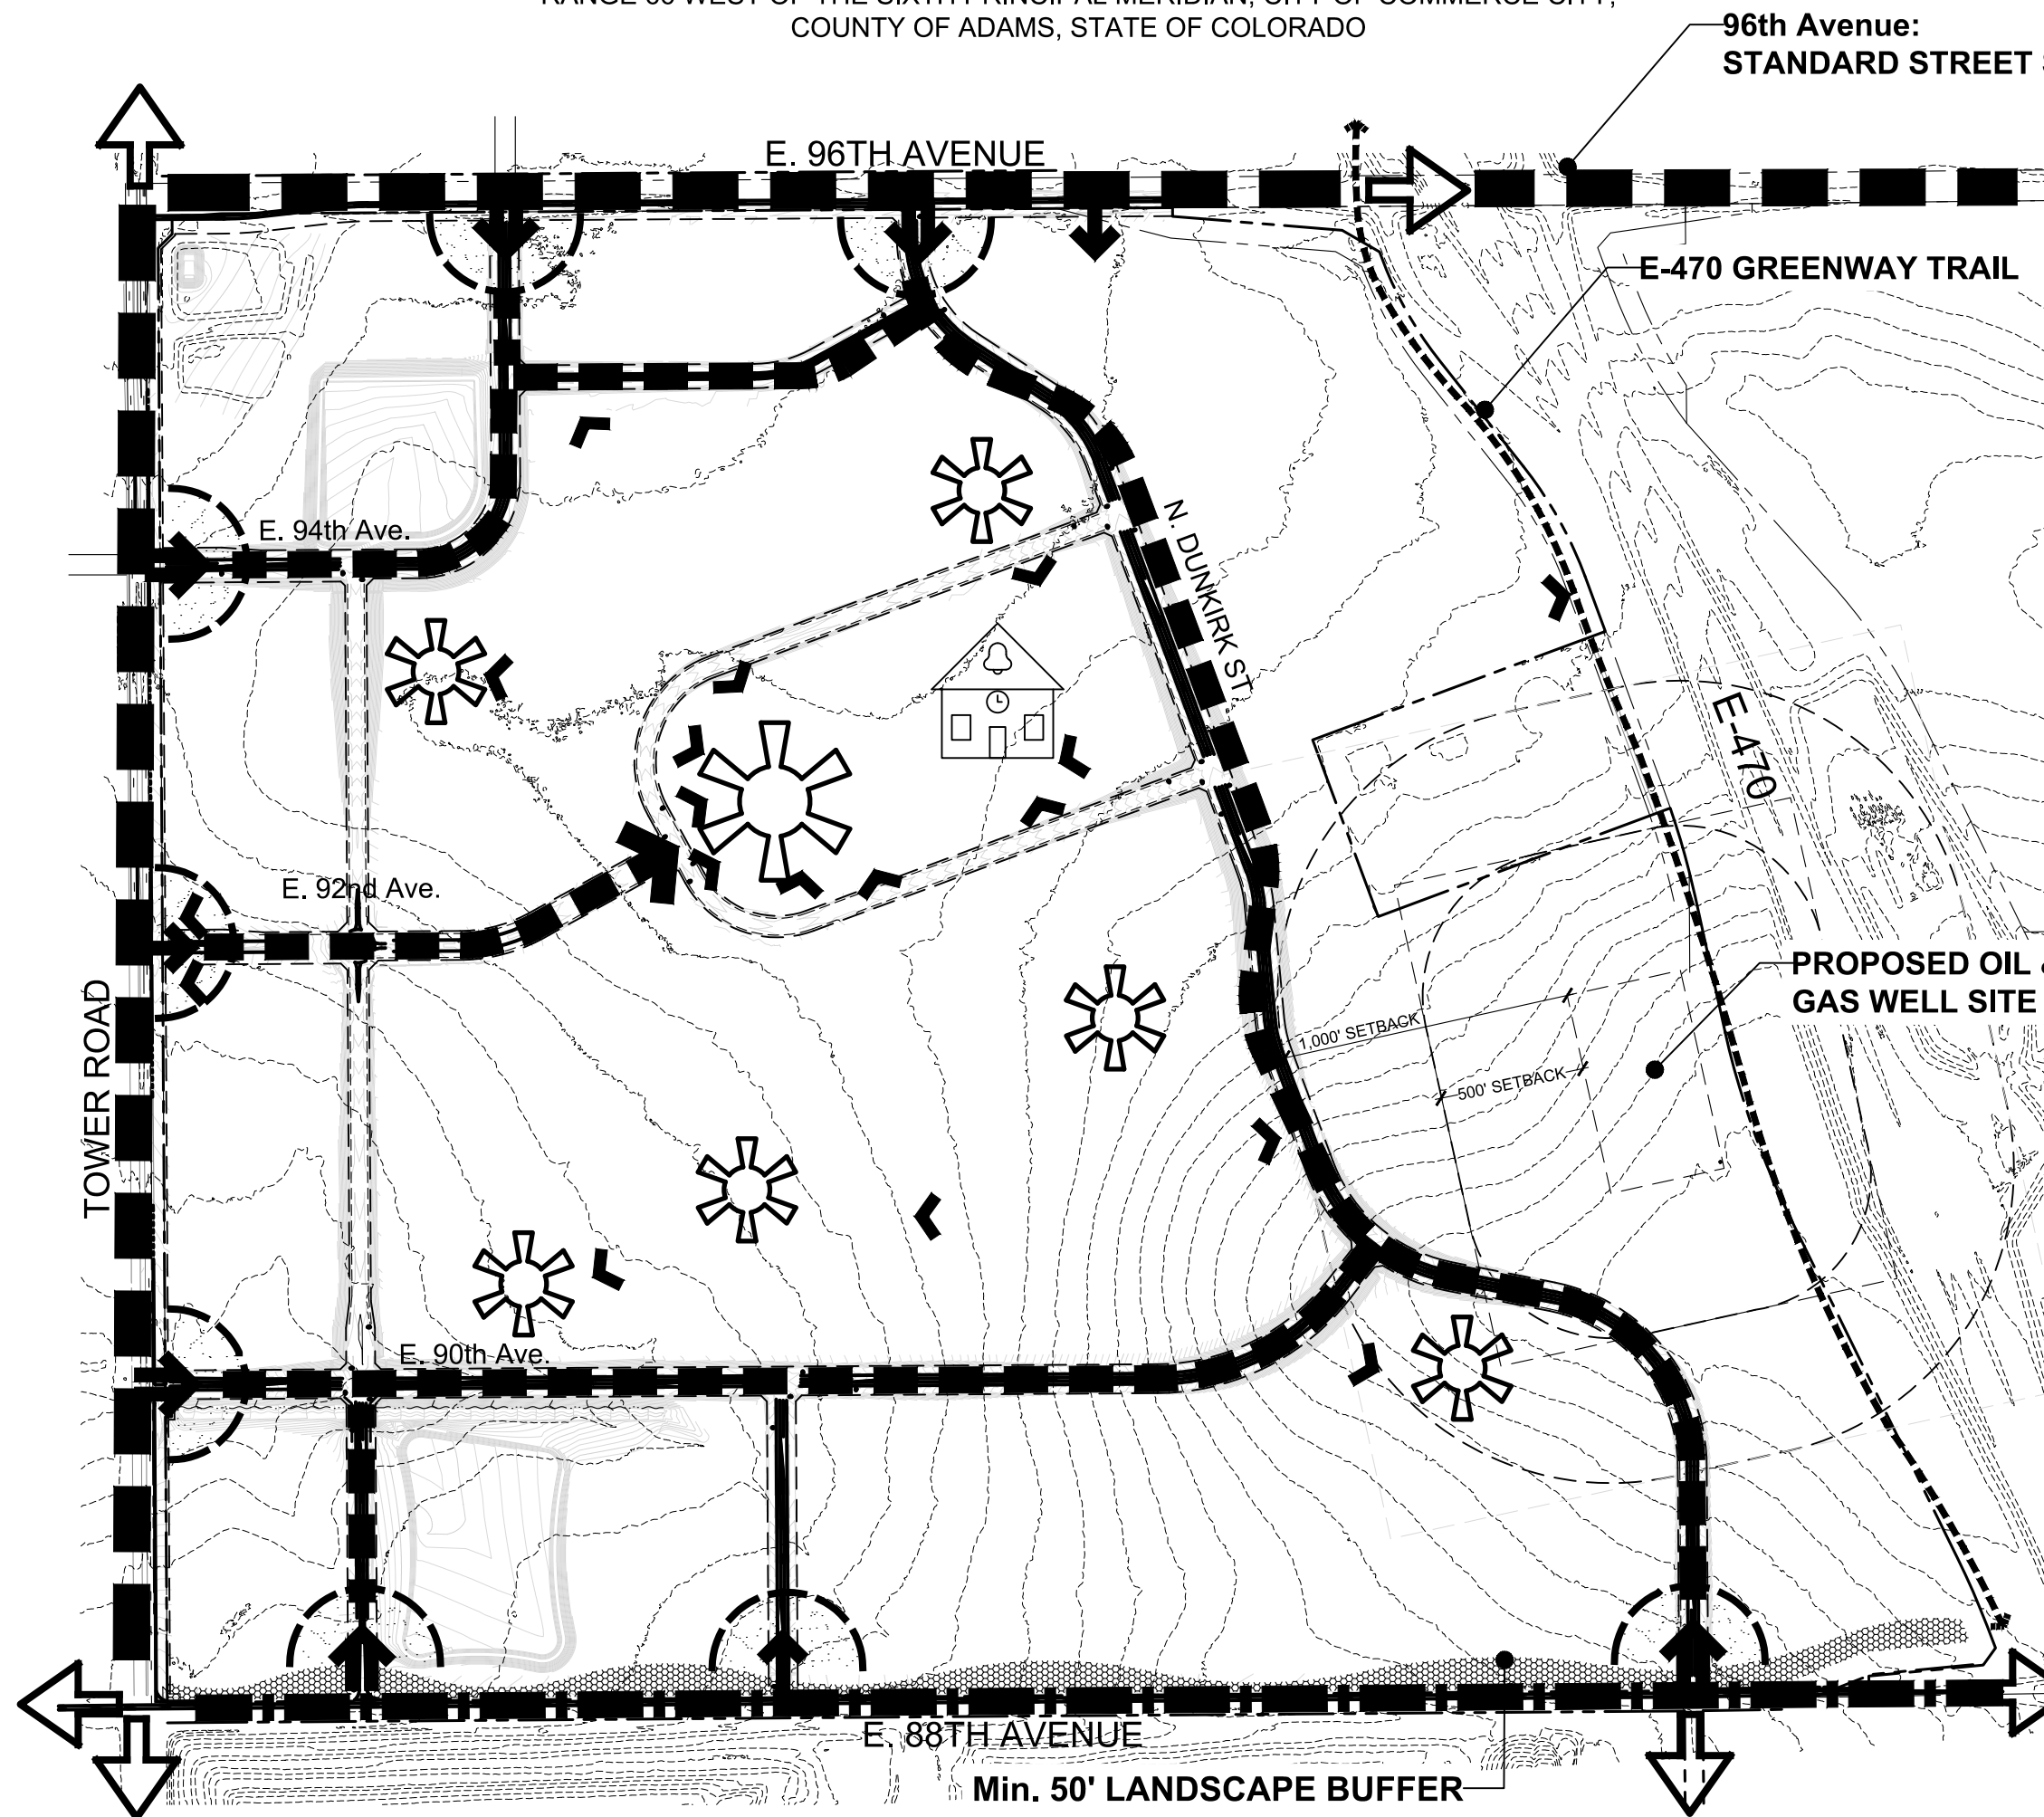 COUNTY OF ADAMS, STATE OF COLORADO
96th Avenue:
STANDARD STREET
E. 96TH AVENUE
E-470 GREENWAY TRAIL
E. 94th Ave.
N. DUNKIRK ST
E-470
E. 92nd Ave.
PROPOSED OIL &
GAS WELL SITE
TOWER ROAD
1,000' SETBACK
500' SETBACK
E. 90th Ave.
E. 88TH AVENUE
Min. 50' LANDSCAPE BUFFER